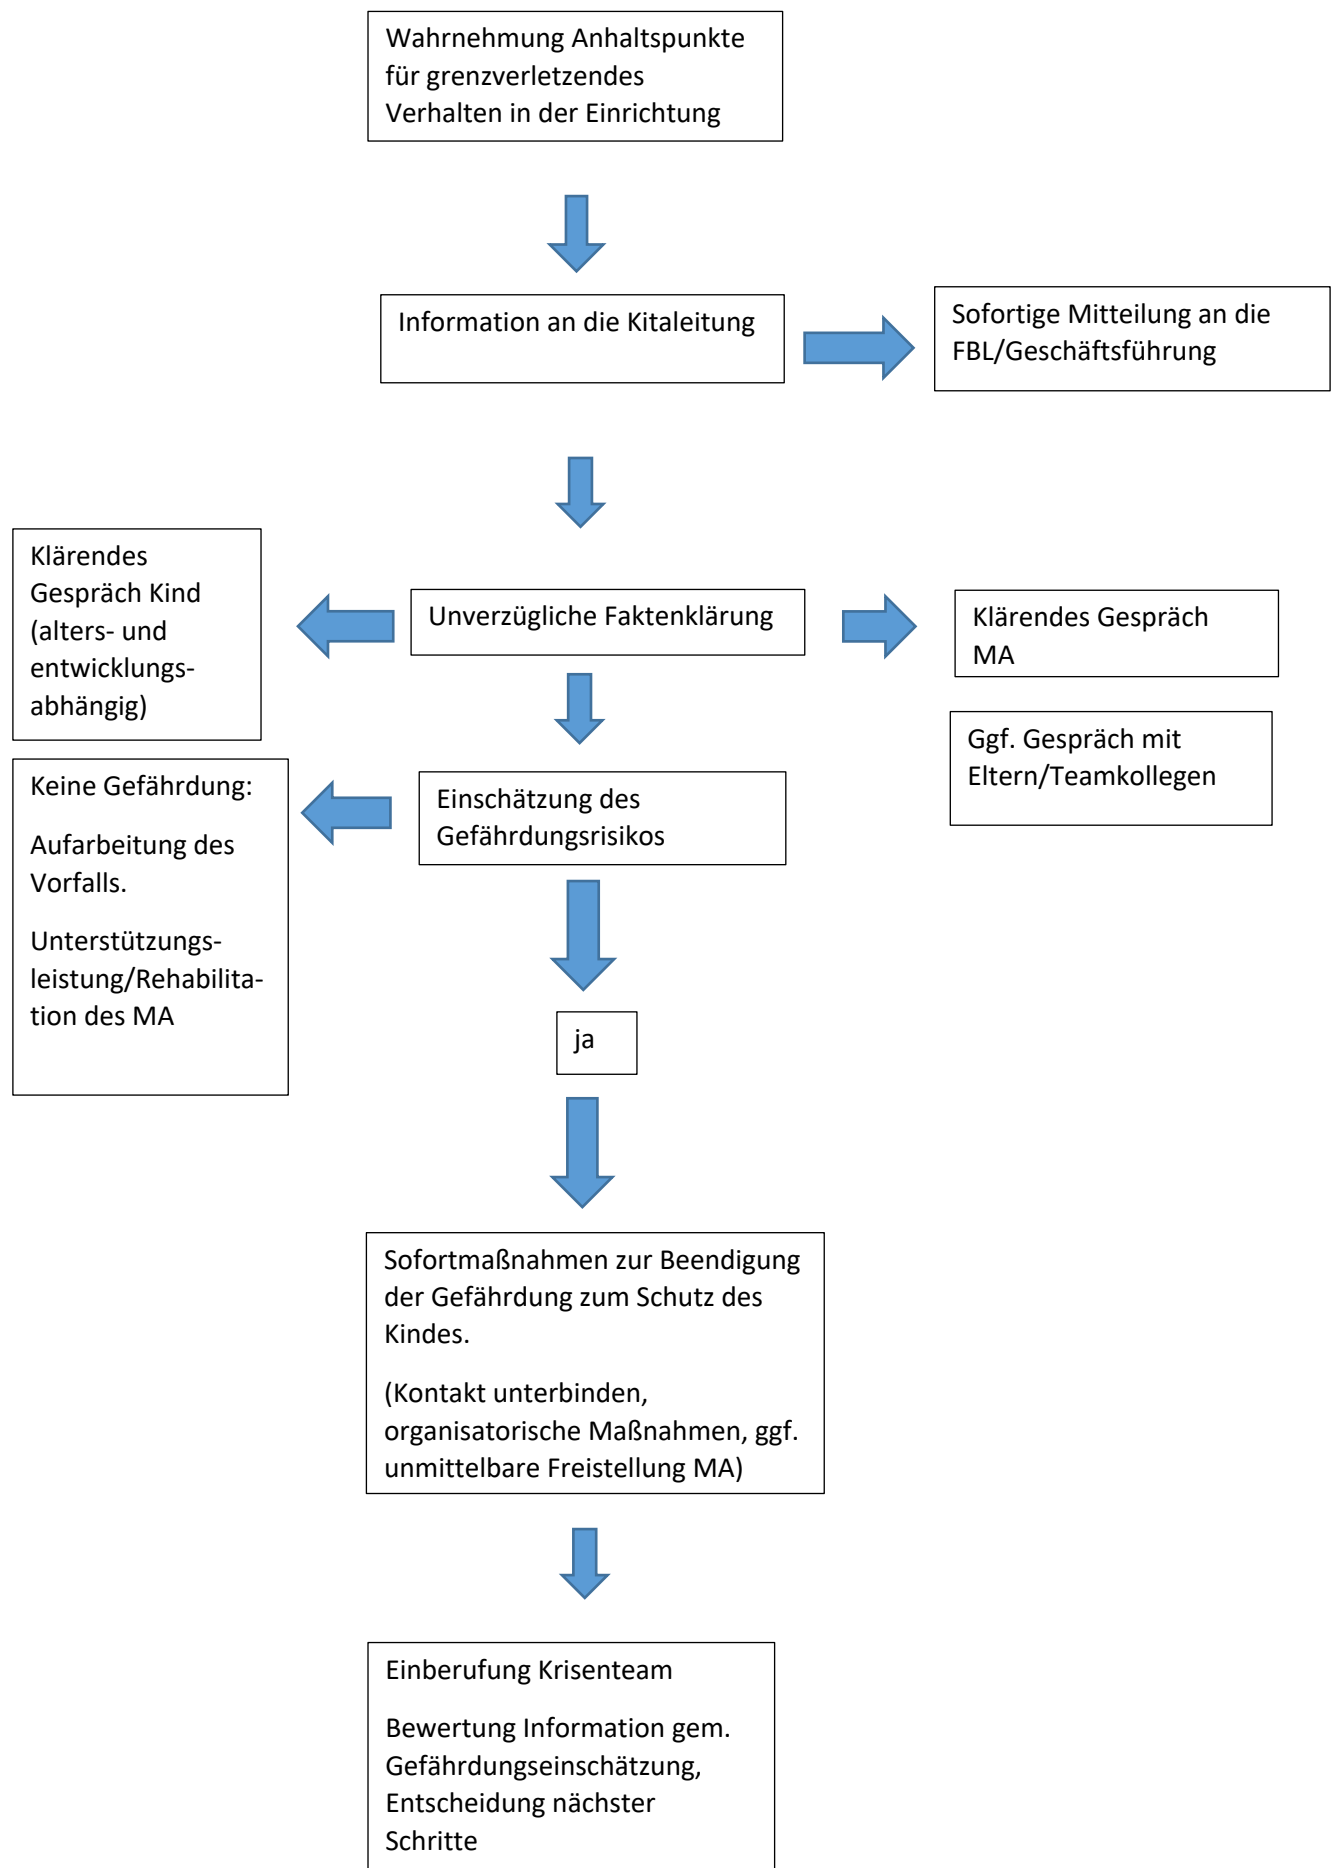 Wahrnehmung Anhaltspunkte
für grenzverletzendes
Verhalten in der Einrichtung
Information an die Kitaleitung
Sofortige Mitteilung an die
FBL/Geschäftsführung
Klärendes
Gespräch Kind
(alters- und
entwicklungs-
abhängig)
Unverzügliche Faktenklärung
Klärendes Gespräch
MA
Ggf. Gespräch mit
Eltern/Teamkollegen
Keine Gefährdung:
Aufarbeitung des
Vorfalls.
Unterstützungs-
leistung/Rehabilita-
tion des MA
Einschätzung des
Gefährdungsrisikos
ja
Sofortmaßnahmen zur Beendigung
der Gefährdung zum Schutz des
Kindes.
(Kontakt unterbinden,
organisatorische Maßnahmen, ggf.
unmittelbare Freistellung MA)
Einberufung Krisenteam
Bewertung Information gem.
Gefährdungseinschätzung,
Entscheidung nächster
Schritte